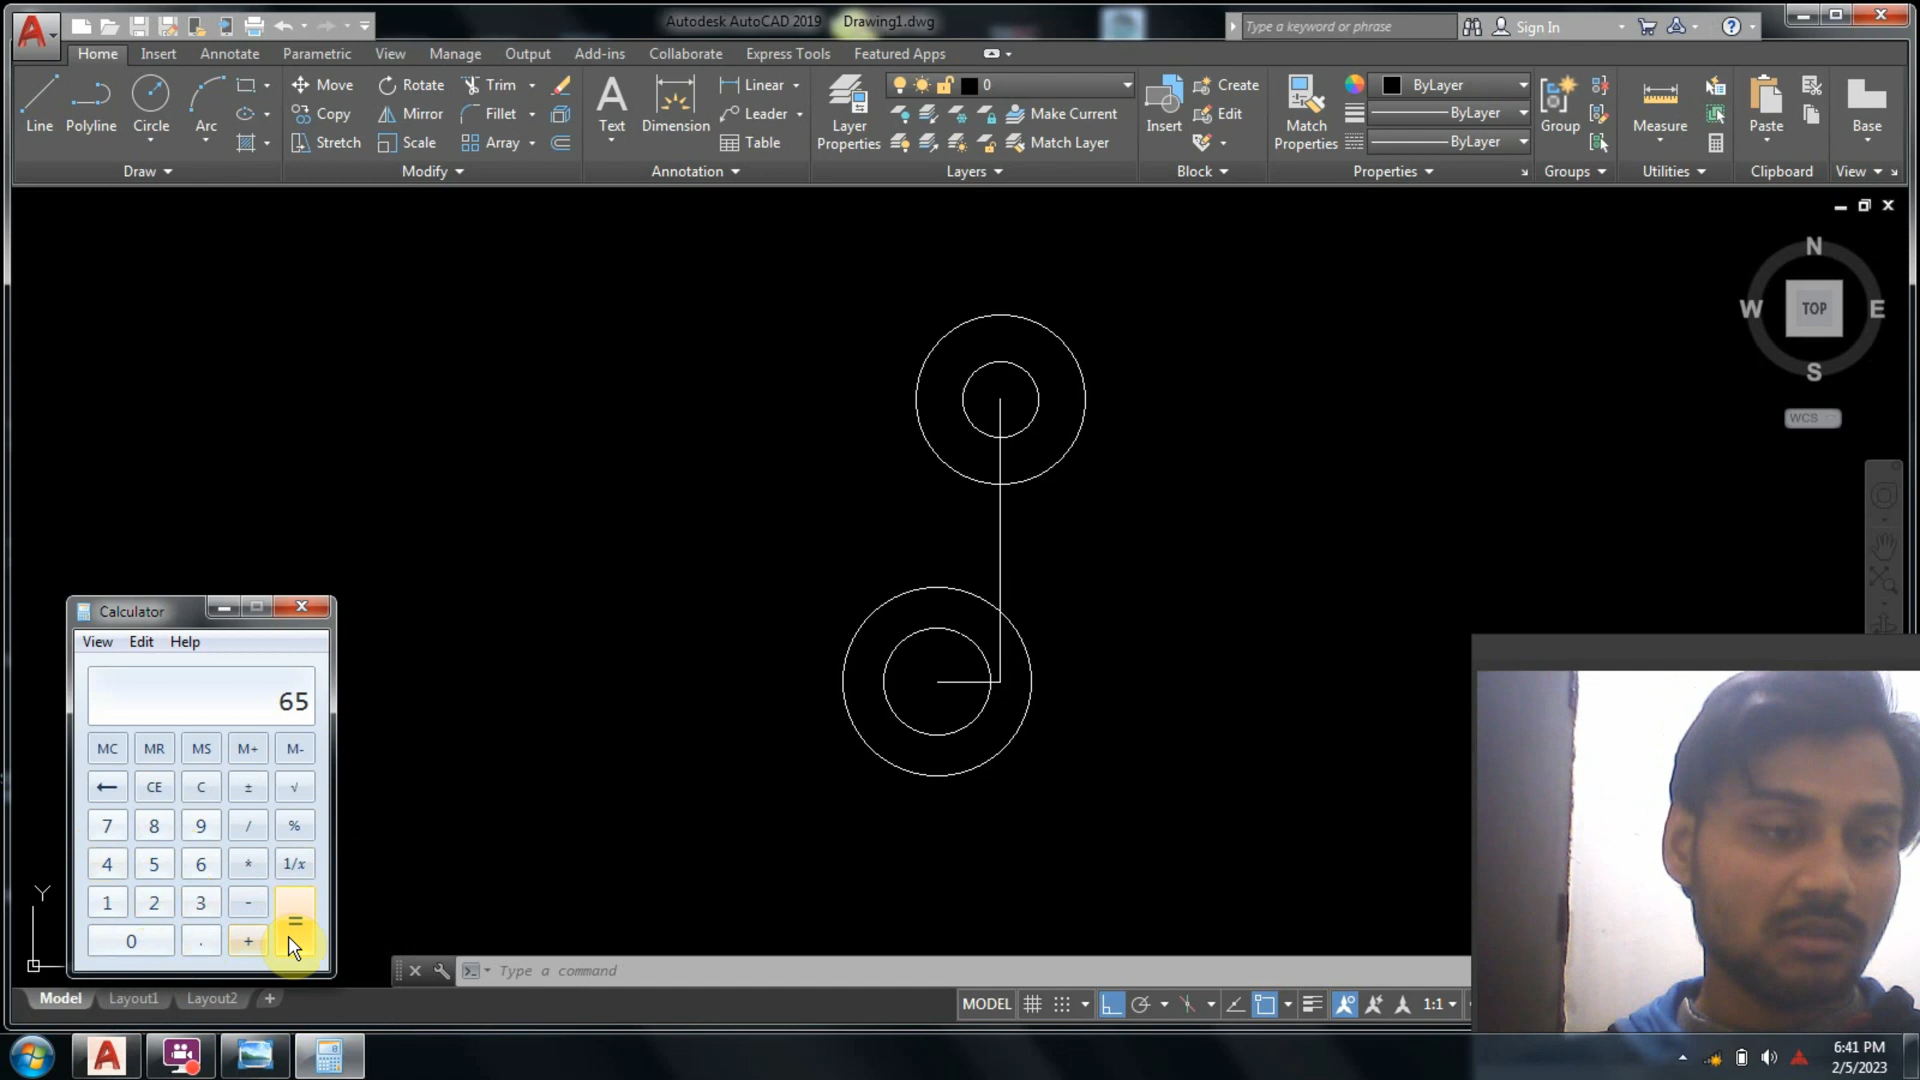 Autodesk AutoCAD 2019 Drawing1.dwg
Type a keyword or phrase
Sign In
Home Insert Annotate Parametric View Manage Output Add-ins Collaborate Express Tools Featured Apps
Line Polyline Circle Arc
Move Rotate Trim
Copy Mirror Fillet
Stretch Scale Array
Text Dimension
Linear
Leader
Table
Layer Properties
0
Make Current
Match Layer
Insert
Create
Edit
Match Properties
ByLayer
ByLayer
ByLayer
Group
Measure
Paste
Base
Draw Modify Annotation Layers Block Properties Groups Utilities Clipboard View
N
W TOP E
S
WCS
Calculator
View Edit Help
65
MC MR MS M+ M-
← CE C ± √
7 8 9 / %
4 5 6 * 1/x
1 2 3 - =
0 . +
Y
Type a command
Model Layout1 Layout2 +
MODEL 1:1
6:41 PM
2/5/2023